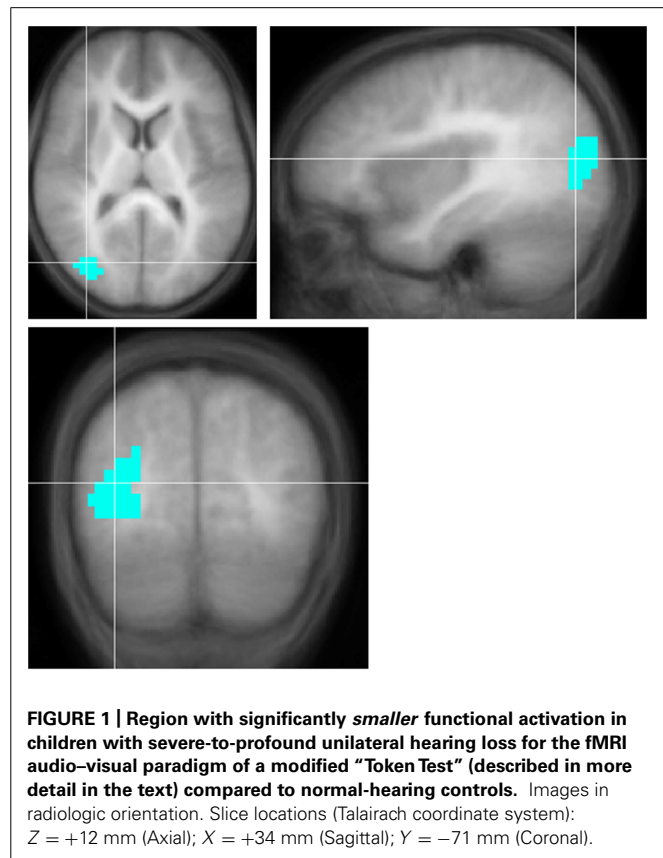 FIGURE 1 | Region with significantly smaller functional activation in
children with severe-to-profound unilateral hearing loss for the fMRI
audio–visual paradigm of a modified “Token Test” (described in more
detail in the text) compared to normal-hearing controls. Images in
radiologic orientation. Slice locations (Talairach coordinate system):
Z = +12 mm (Axial); X = +34 mm (Sagittal); Y = −71 mm (Coronal).